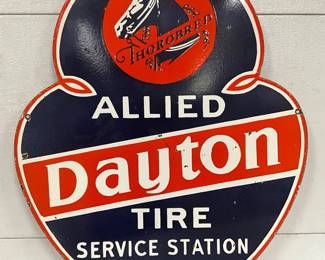 THOROBRED
ALLIED
Dayton
TIRE
SERVICE STATION